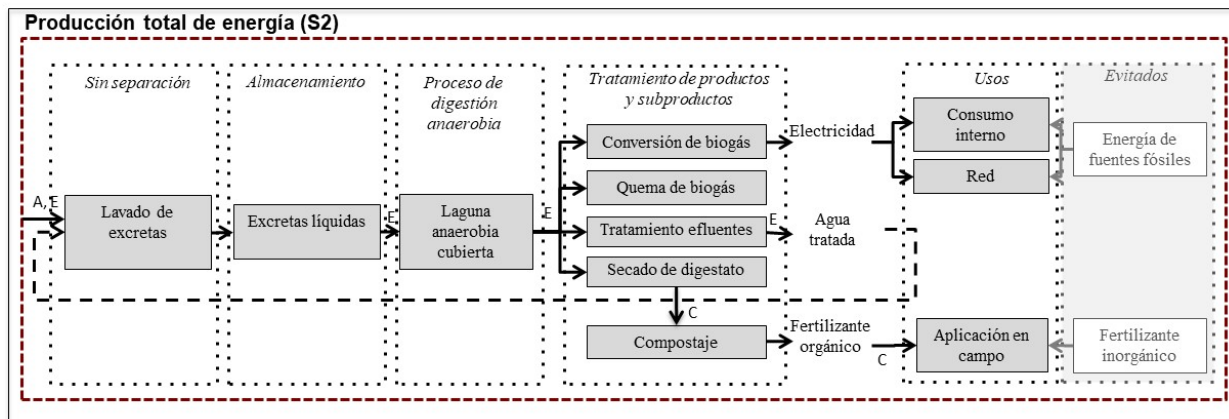 Producción total de energía (S2)
Sin separación
Almacenamiento
Proceso de
digestión
anaerobia
Tratamiento de productos
y subproductos
Usos
Evitados
A, E
Lavado de
excretas
Excretas líquidas
E
Laguna
anaerobia
cubierta
E
Conversión de biogás
Quema de biogás
Tratamiento efluentes
Secado de digestato
C
Compostaje
Electricidad
E
Agua
tratada
Fertilizante
orgánico
C
Consumo
interno
Red
Aplicación en
campo
Energía de
fuentes fósiles
Fertilizante
inorgánico